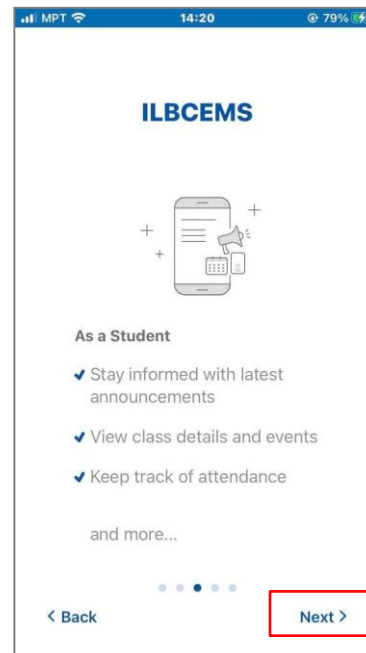 MPT 14:20 79%
ILBCEMS
As a Student
Stay informed with latest
announcements
View class details and events
Keep track of attendance
and more...
< Back Next >